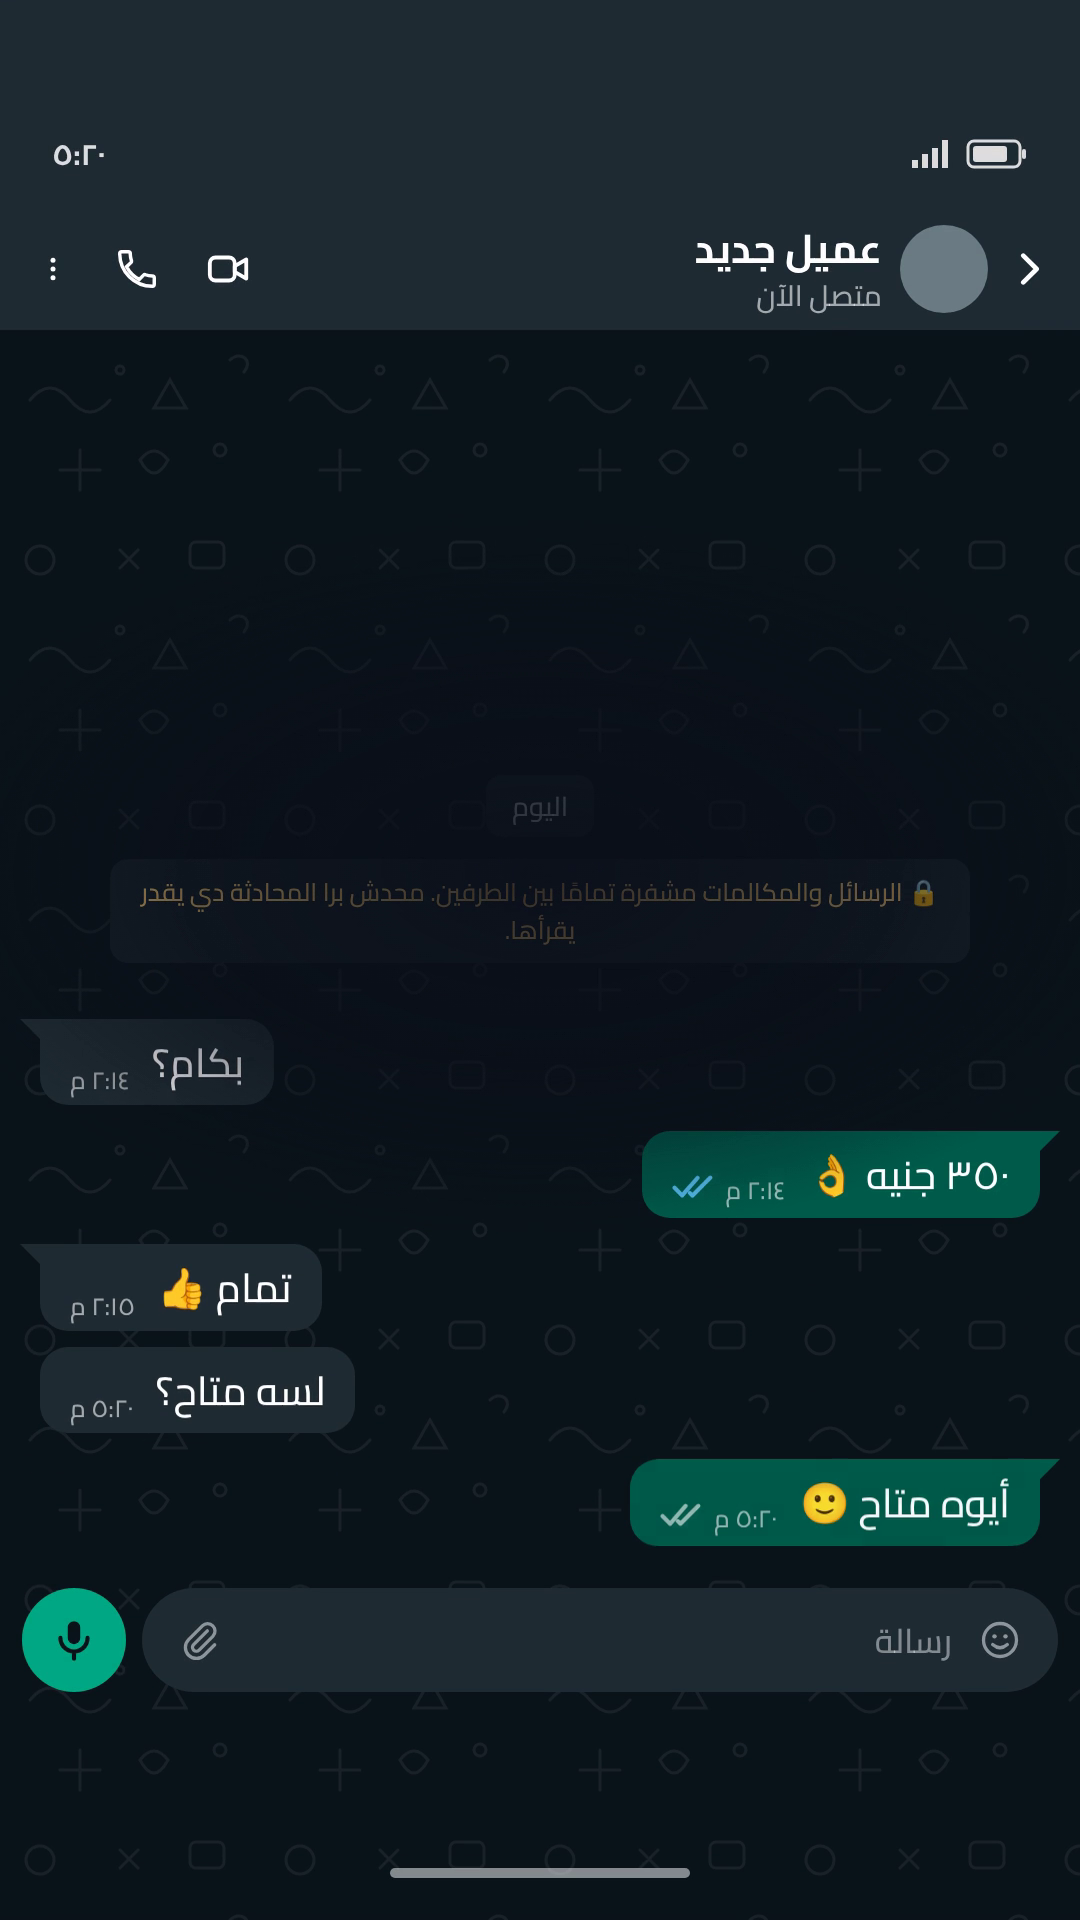 ٥:٢٠
عميل جديد
متصل الآن
اليوم
🔒 الرسائل والمكالمات مشفرة تمامًا بين الطرفين. محدش برا المحادثة دي يقدر
يقرأها.
بكام؟
٢:١٤ م
٣٥٠ جنيه 👌
٢:١٤ م
تمام 👍
٢:١٥ م
لسه متاح؟
٥:٢٠ م
أيوه متاح 🙂
٥:٢٠ م
رسالة